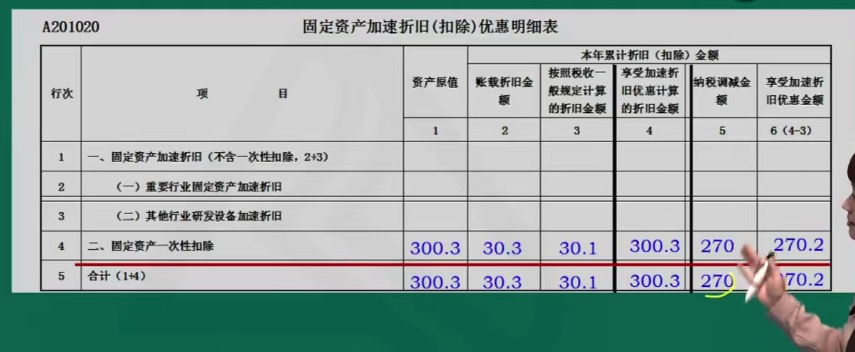 A201020 固定资产加速折旧(扣除)优惠明细表
行次 项 目 资产原值 本年累计折旧（扣除）金额
账载折旧金额 按照税收一般规定计算的折旧金额 享受加速折旧优惠计算的折旧金额 纳税调减金额 享受加速折旧优惠金额
1 2 3 4 5 6（4-3）
1 一、固定资产加速折旧（不含一次性扣除，2+3）
2 （一）重要行业固定资产加速折旧
3 （二）其他行业研发设备加速折旧
4 二、固定资产一次性扣除 300.3 30.3 30.1 300.3 270 270.2
5 合计（1+4） 300.3 30.3 30.1 300.3 270 70.2